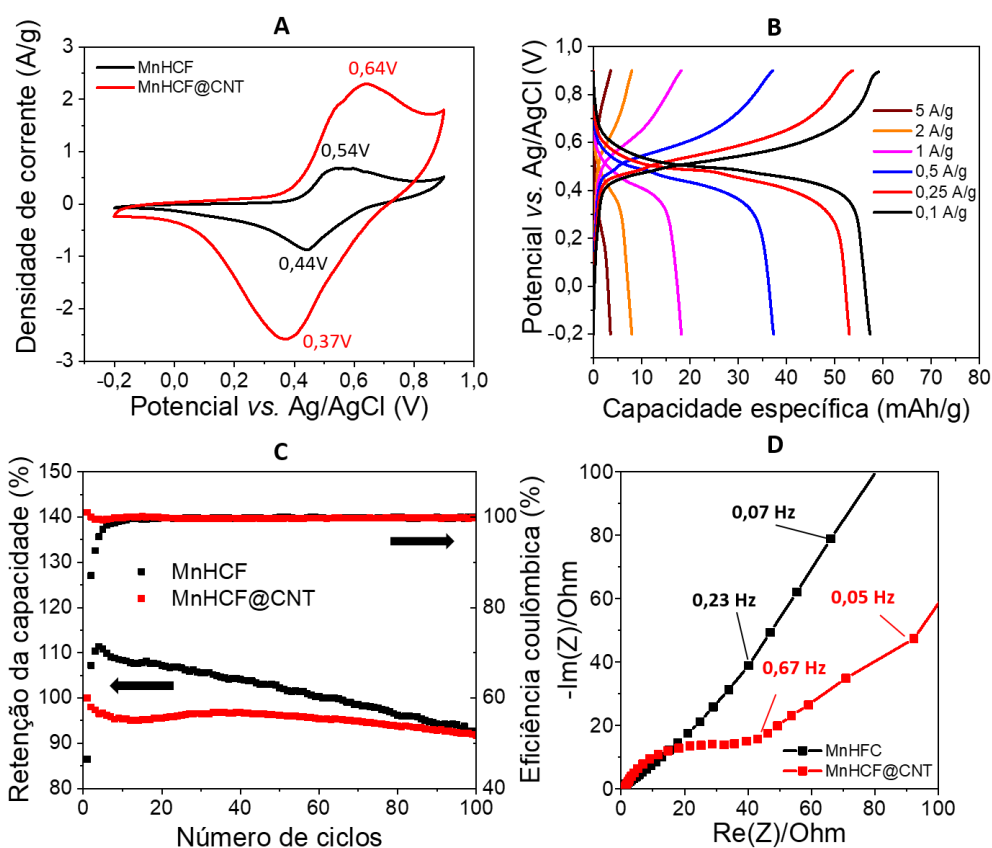 A
Densidade de corrente (A/g)
3
2
1
0
-1
-2
-3
MnHCF
MnHCF@CNT
0,64V
0,54V
0,44V
0,37V
-0,2
0,0
0,2
0,4
0,6
0,8
1,0
Potencial vs. Ag/AgCl (V)
B
Potencial vs. Ag/AgCl (V)
1,0
0,8
0,6
0,4
0,2
0,0
-0,2
5 A/g
2 A/g
1 A/g
0,5 A/g
0,25 A/g
0,1 A/g
0
10
20
30
40
50
60
70
80
Capacidade específica (mAh/g)
C
Retenção da capacidade (%)
150
140
130
120
110
100
90
80
MnHCF
MnHCF@CNT
100
80
60
40
Eficiência coulômbica (%)
0
20
40
60
80
100
Número de ciclos
D
-Im(Z)/Ohm
100
80
60
40
20
0
0,07 Hz
0,23 Hz
0,05 Hz
0,67 Hz
MnHFC
MnHCF@CNT
0
20
40
60
80
100
Re(Z)/Ohm